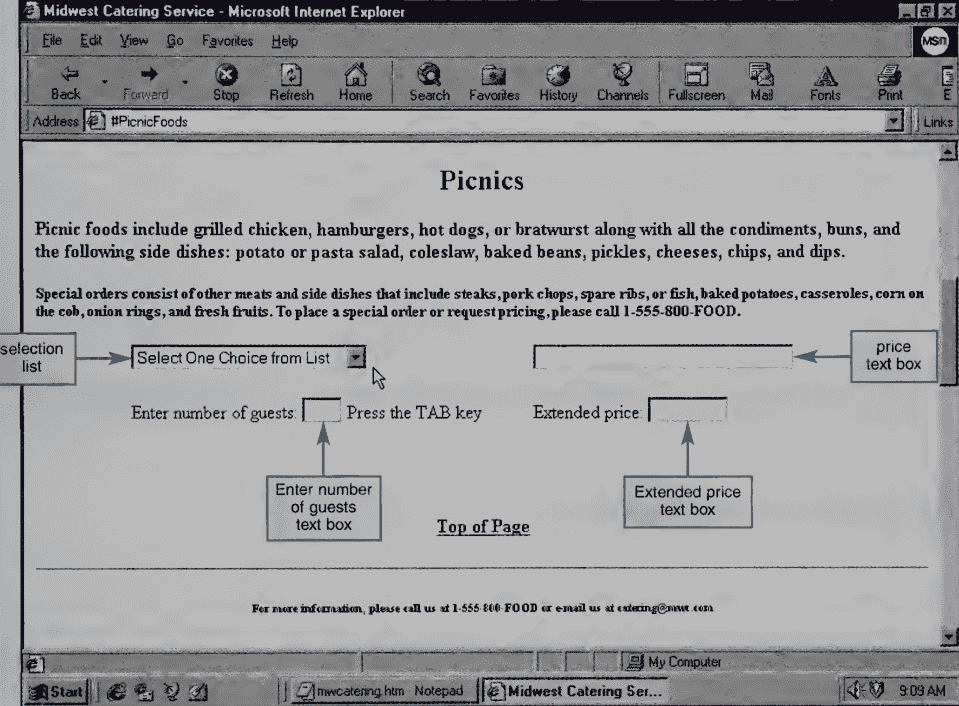 Midwest Catering Service - Microsoft Internet Explorer
File Edit View Go Favorites Help
msn
Back Forward Stop Refresh Home Search Favorites History Channels Fullscreen Mail Fonts Print E
Address #PicnicFoods Links
Picnics
Picnic foods include grilled chicken, hamburgers, hot dogs, or bratwurst along with all the condiments, buns, and
the following side dishes: potato or pasta salad, coleslaw, baked beans, pickles, cheeses, chips, and dips.
Special orders consist of other meats and side dishes that include steaks, pork chops, spare ribs, or fish, baked potatoes, casseroles, corn on
the cob, onion rings, and fresh fruits. To place a special order or request pricing, please call 1-555-800-FOOD.
selection
list
Select One Choice from List
price
text box
Enter number of guests: Press the TAB key Extended price:
Enter number
of guests
text box
Extended price
text box
Top of Page
For more information, please call us at 1-555-800-FOOD or e-mail us at catering@mwc.com
My Computer
Start mwcatering.htm Notepad Midwest Catering Ser... 9:09 AM